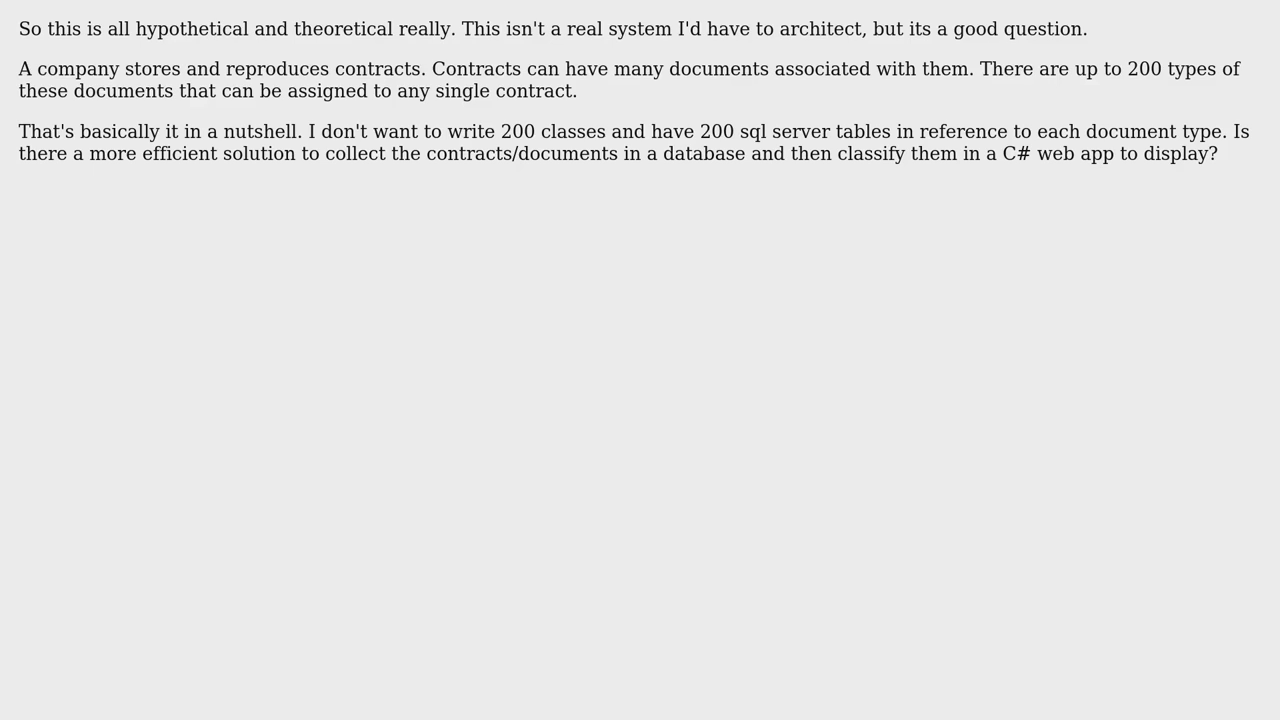 So this is all hypothetical and theoretical really. This isn't a real system I'd have to architect, but its a good question.
A company stores and reproduces contracts. Contracts can have many documents associated with them. There are up to 200 types of
these documents that can be assigned to any single contract.
That's basically it in a nutshell. I don't want to write 200 classes and have 200 sql server tables in reference to each document type. Is
there a more efficient solution to collect the contracts/documents in a database and then classify them in a C# web app to display?